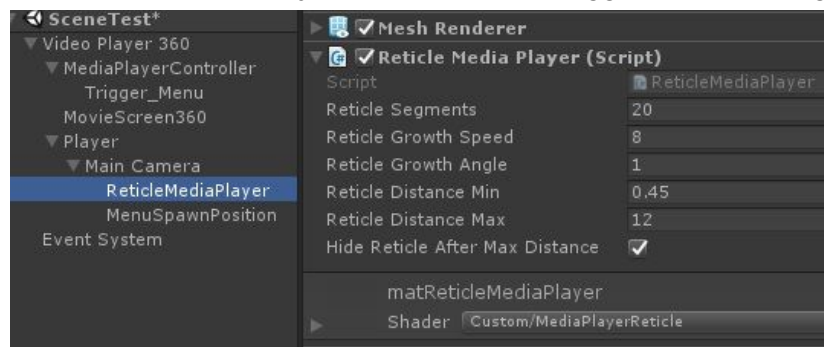 SceneTest*
Video Player 360
MediaPlayerController
Trigger_Menu
MovieScreen360
Player
Main Camera
ReticleMediaPlayer
MenuSpawnPosition
Event System
Mesh Renderer
Reticle Media Player (Script)
Script ReticleMediaPlayer
Reticle Segments 20
Reticle Growth Speed 8
Reticle Growth Angle 1
Reticle Distance Min 0.45
Reticle Distance Max 12
Hide Reticle After Max Distance
matReticleMediaPlayer
Shader Custom/MediaPlayerReticle